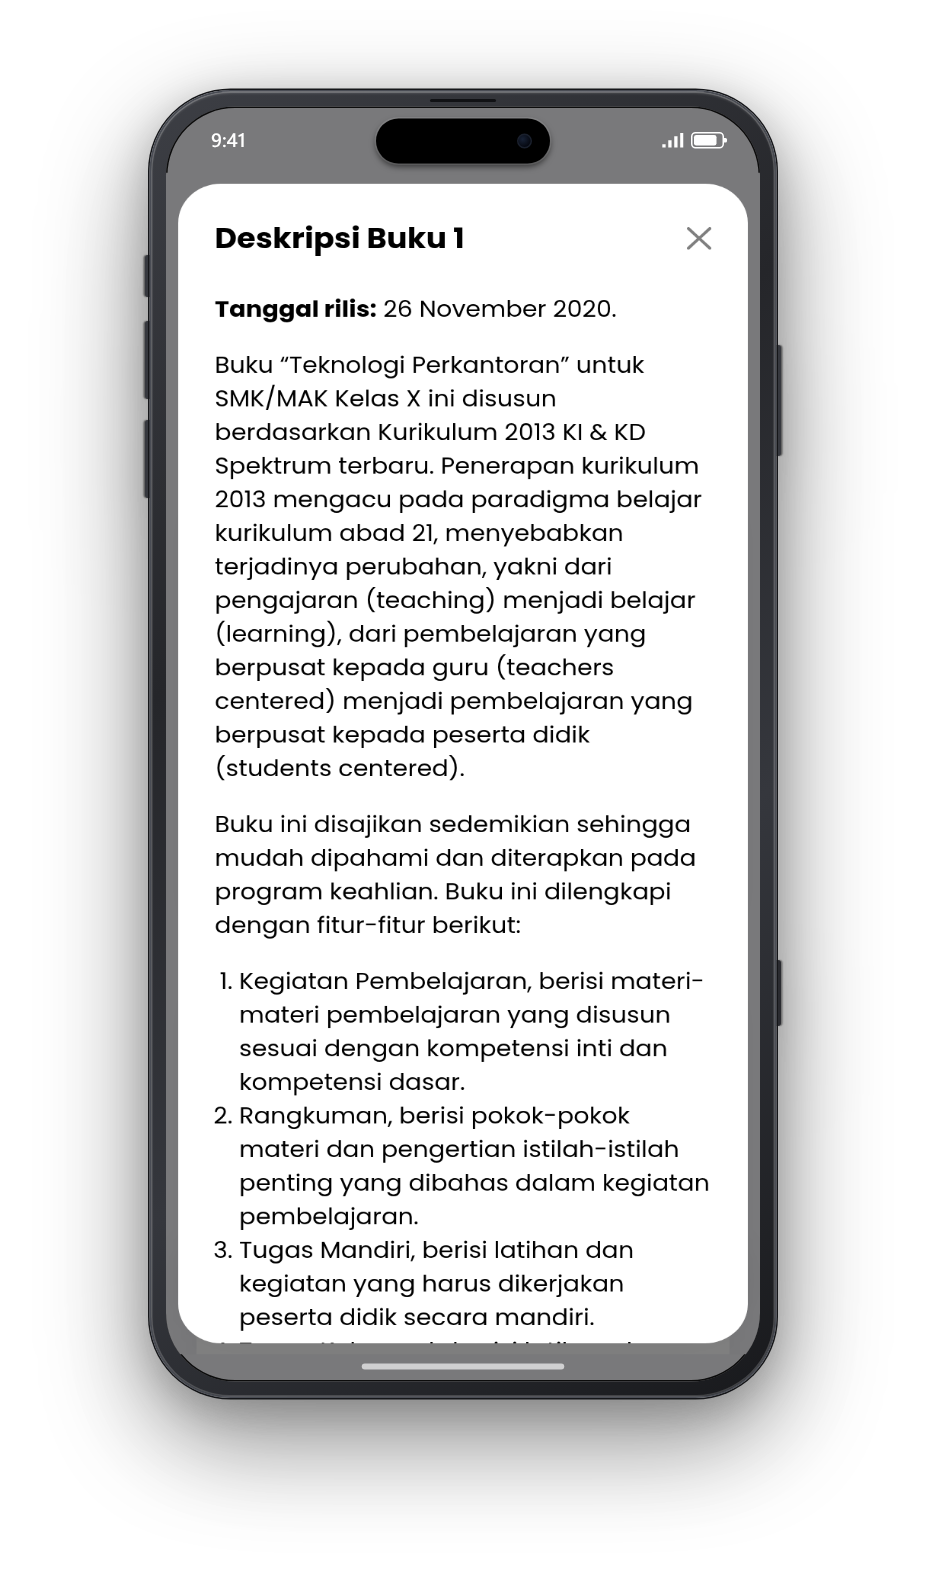 9:41
Deskripsi Buku 1
Tanggal rilis: 26 November 2020.
Buku “Teknologi Perkantoran” untuk
SMK/MAK Kelas X ini disusun
berdasarkan Kurikulum 2013 KI & KD
Spektrum terbaru. Penerapan kurikulum
2013 mengacu pada paradigma belajar
kurikulum abad 21, menyebabkan
terjadinya perubahan, yakni dari
pengajaran (teaching) menjadi belajar
(learning), dari pembelajaran yang
berpusat kepada guru (teachers
centered) menjadi pembelajaran yang
berpusat kepada peserta didik
(students centered).
Buku ini disajikan sedemikian sehingga
mudah dipahami dan diterapkan pada
program keahlian. Buku ini dilengkapi
dengan fitur-fitur berikut:
1. Kegiatan Pembelajaran, berisi materi-
materi pembelajaran yang disusun
sesuai dengan kompetensi inti dan
kompetensi dasar.
2. Rangkuman, berisi pokok-pokok
materi dan pengertian istilah-istilah
penting yang dibahas dalam kegiatan
pembelajaran.
3. Tugas Mandiri, berisi latihan dan
kegiatan yang harus dikerjakan
peserta didik secara mandiri.